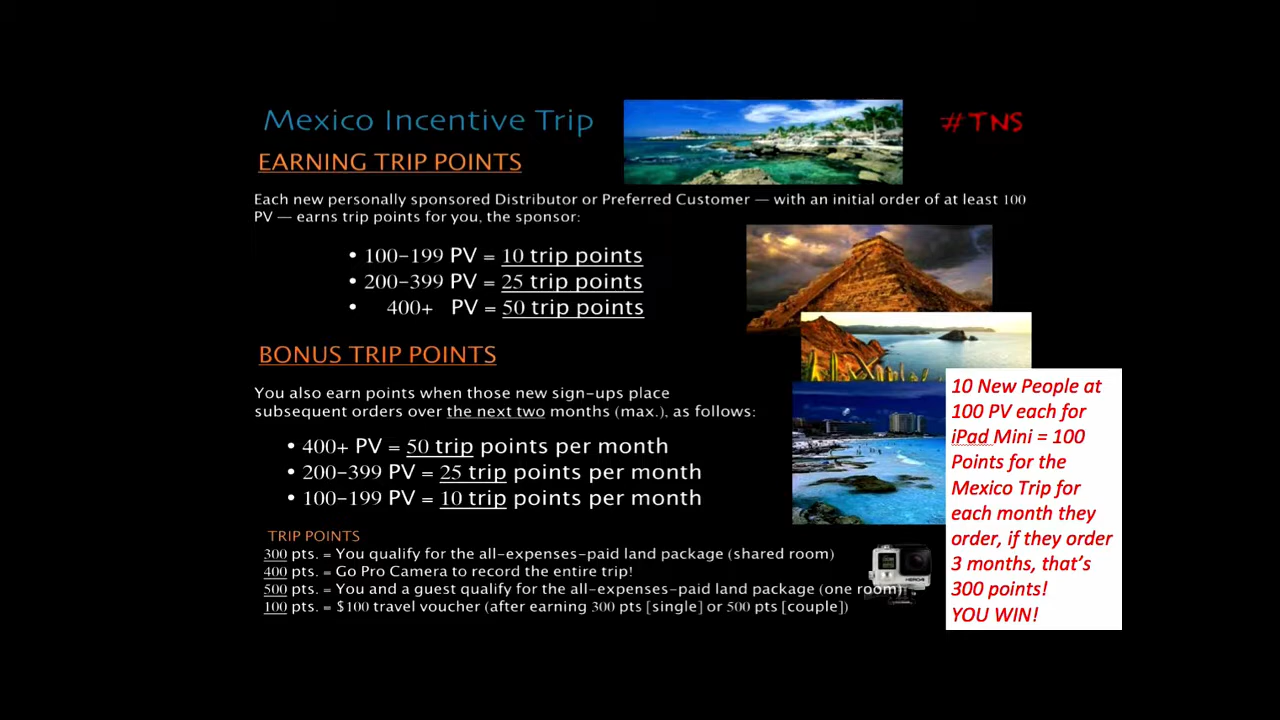 Mexico Incentive Trip
#TNS
EARNING TRIP POINTS
Each new personally sponsored Distributor or Preferred Customer — with an initial order of at least 100
PV — earns trip points for you, the sponsor:
• 100–199 PV = 10 trip points
• 200–399 PV = 25 trip points
• 400+ PV = 50 trip points
BONUS TRIP POINTS
You also earn points when those new sign-ups place
subsequent orders over the next two months (max.), as follows:
• 400+ PV = 50 trip points per month
• 200–399 PV = 25 trip points per month
• 100–199 PV = 10 trip points per month
TRIP POINTS
300 pts. = You qualify for the all-expenses-paid land package (shared room)
400 pts. = Go Pro Camera to record the entire trip!
500 pts. = You and a guest qualify for the all-expenses-paid land package (one room)
100 pts. = $100 travel voucher (after earning 300 pts [single] or 500 pts [couple])
10 New People at
100 PV each for
iPad Mini = 100
Points for the
Mexico Trip for
each month they
order, if they order
3 months, that's
300 points!
YOU WIN!